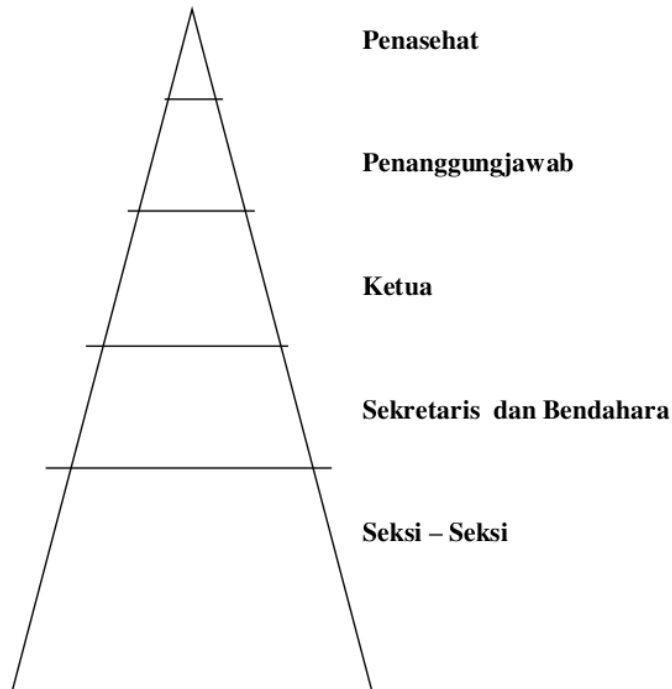 Penasehat
Penanggungjawab
Ketua
Sekretaris dan Bendahara
Seksi – Seksi